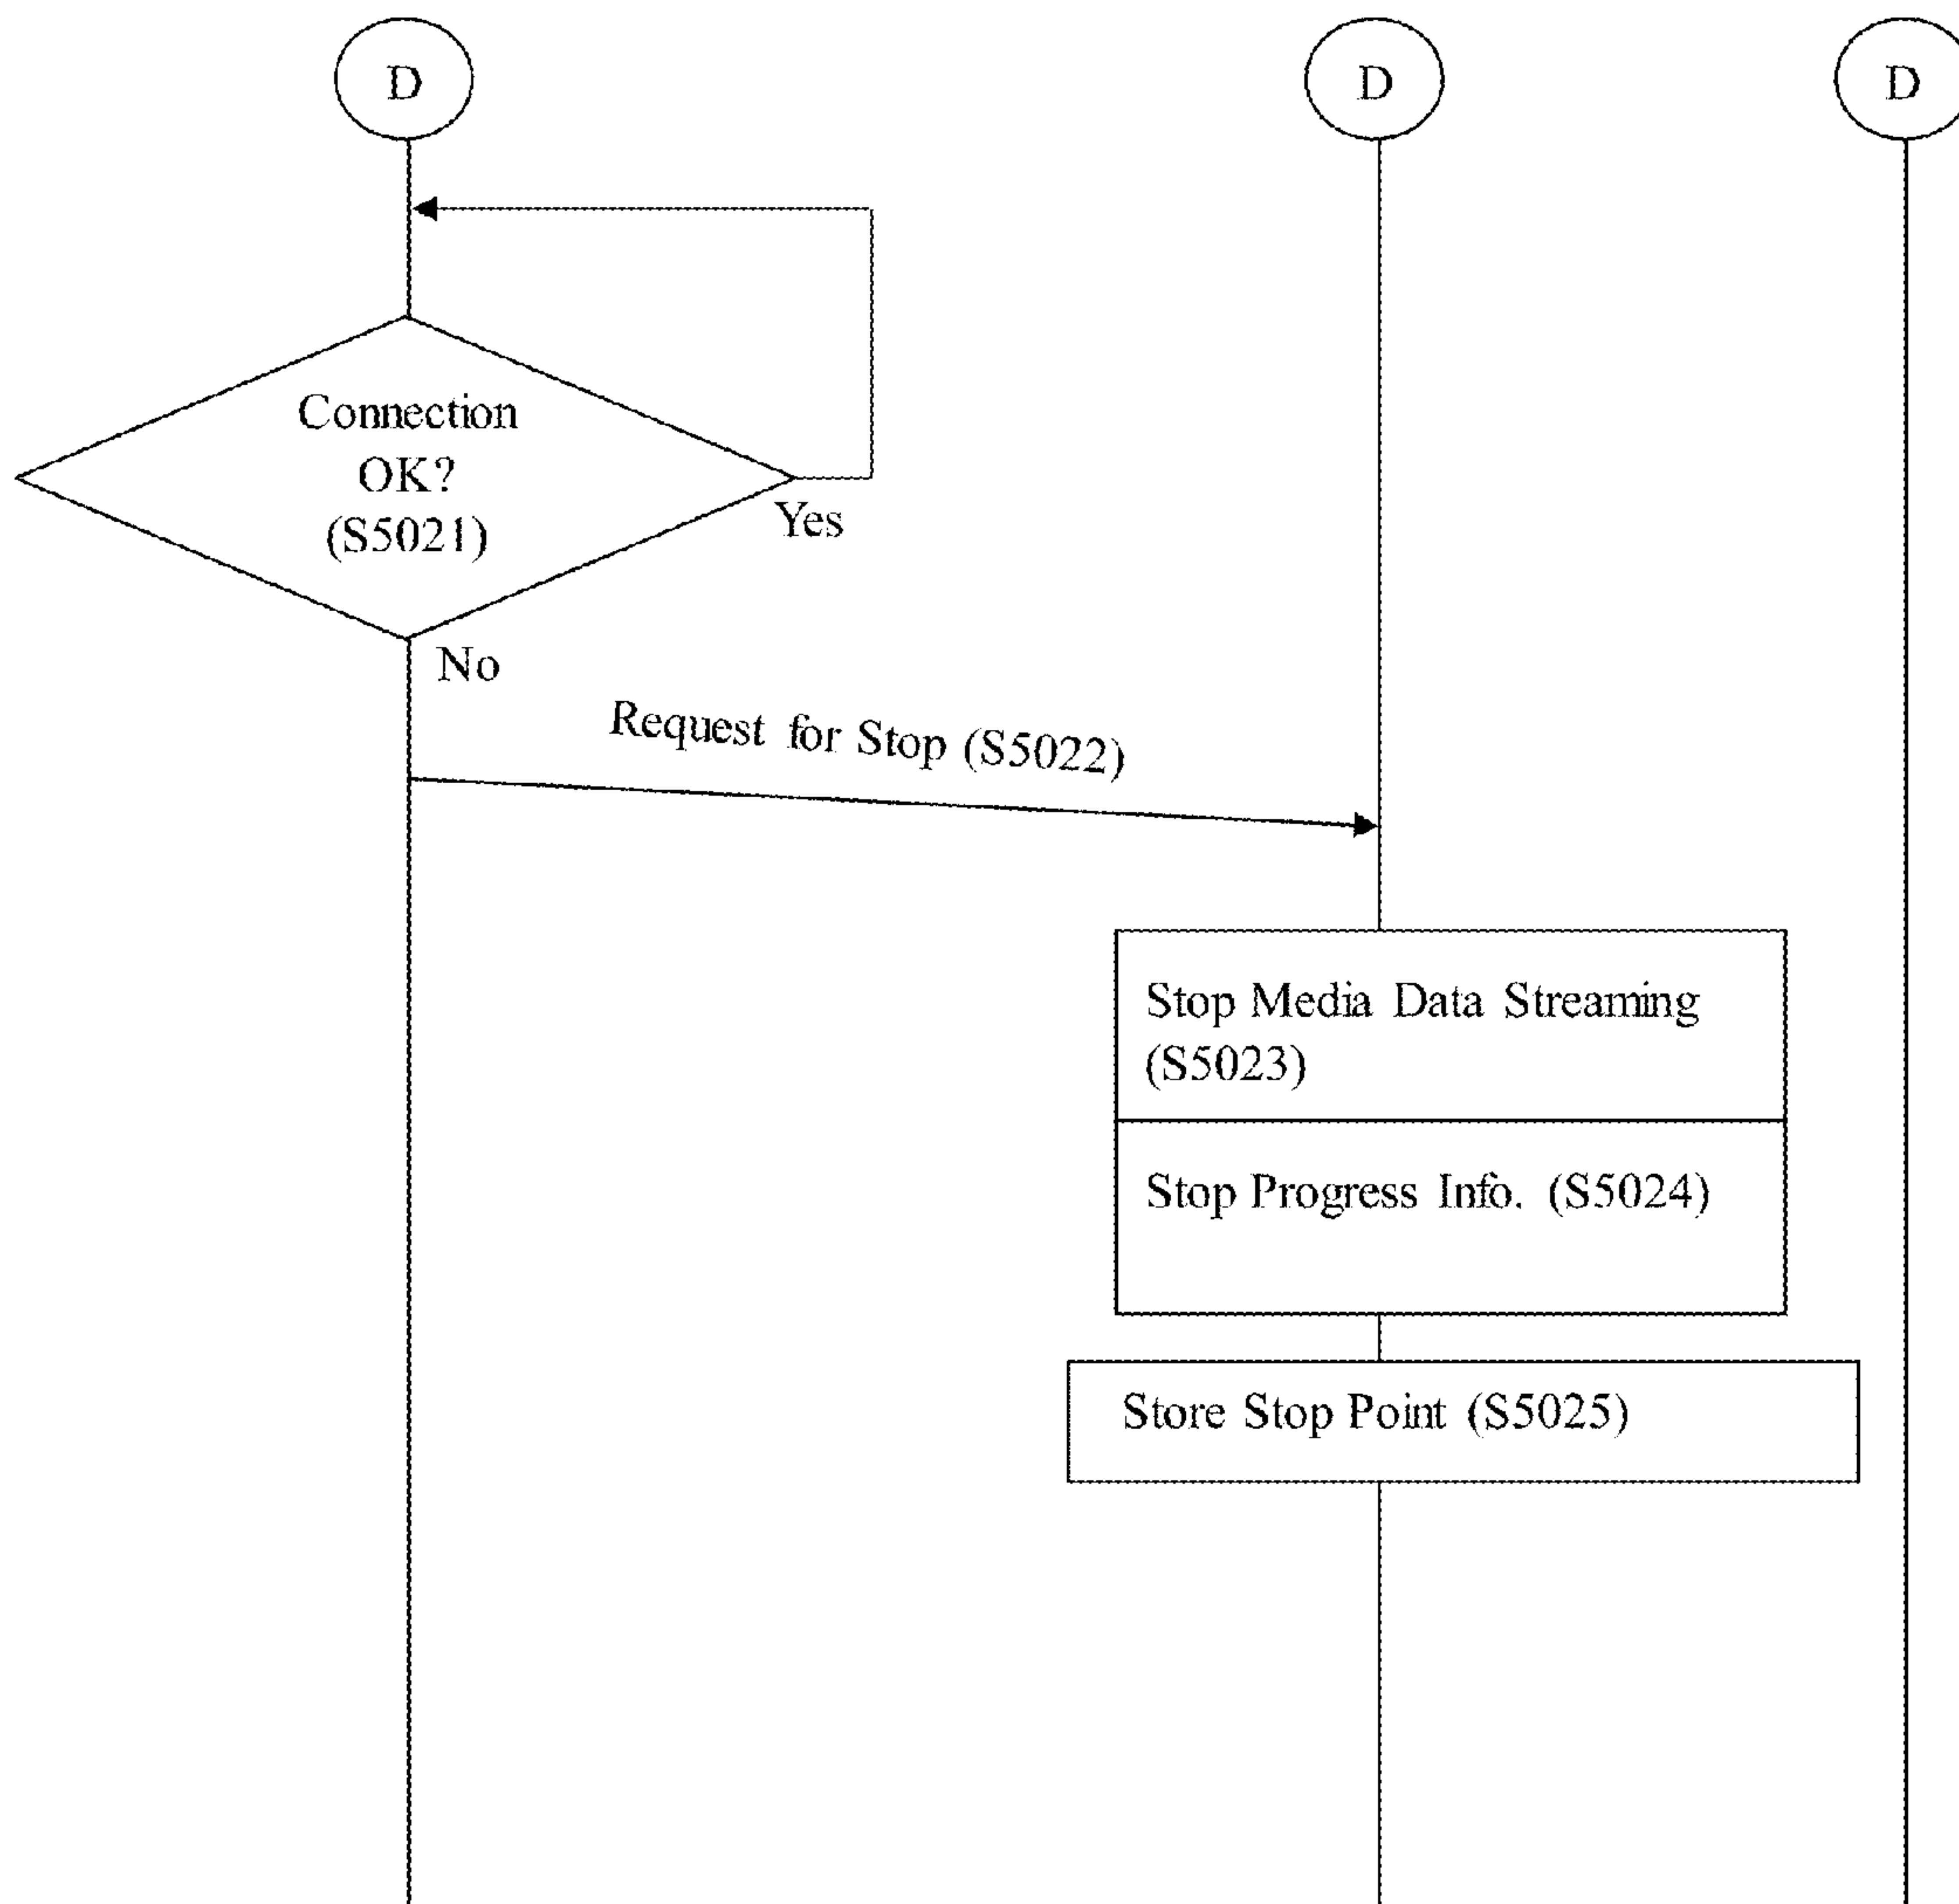 D
D
D
Connection
OK?
(S5021)
Yes
No
Request for Stop (S5022)
Stop Media Data Streaming
(S5023)
Stop Progress Info. (S5024)
Store Stop Point (S5025)